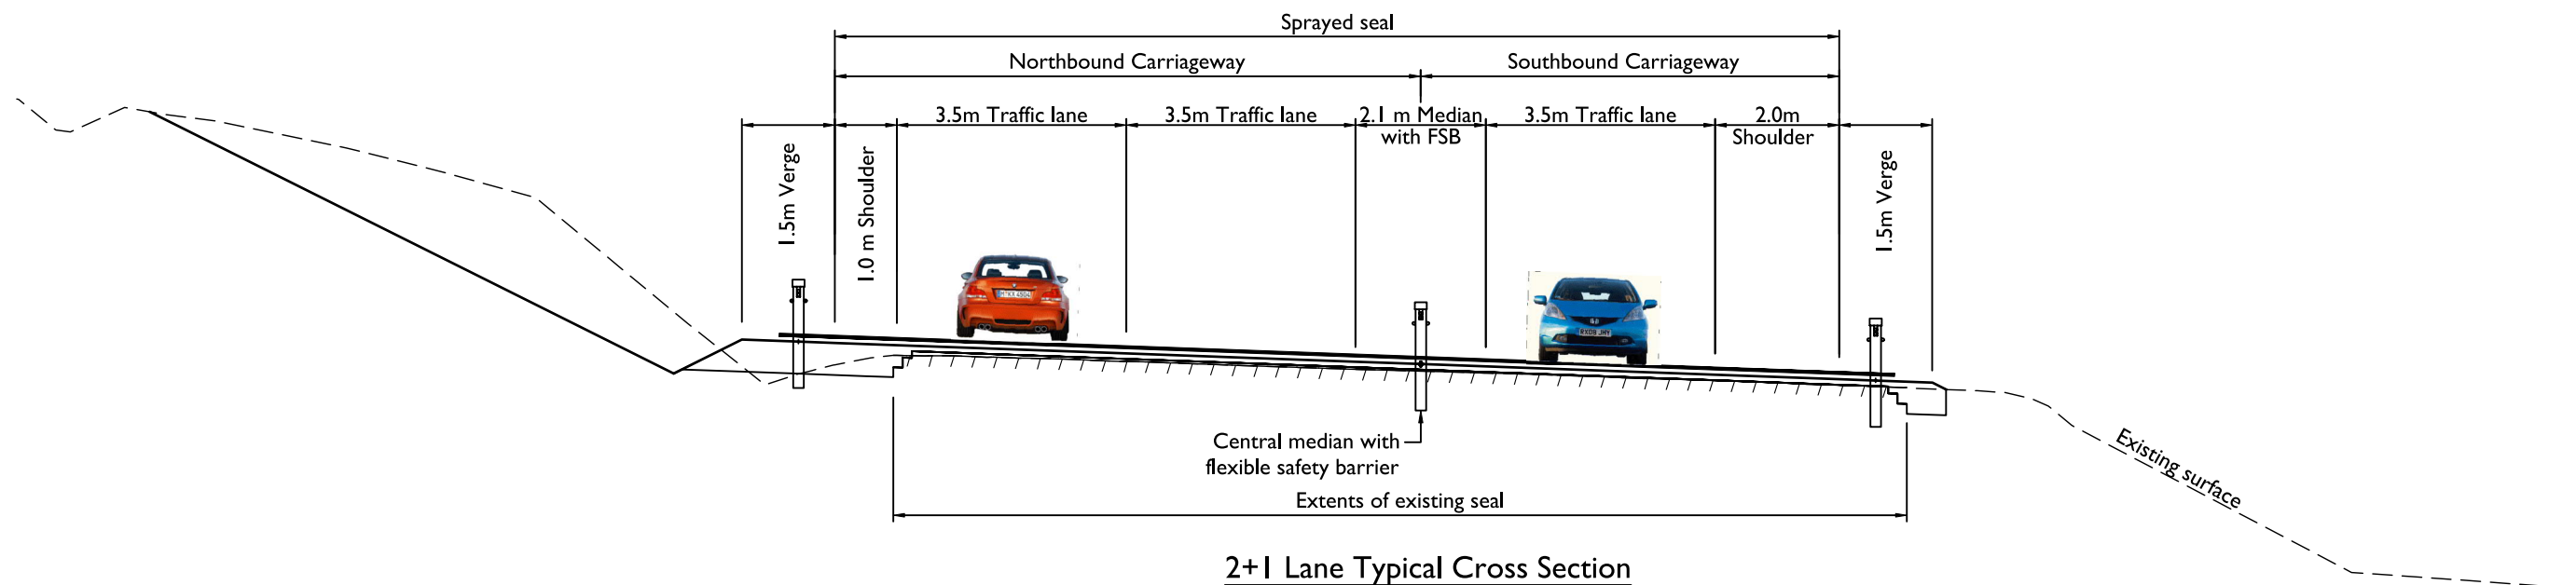 Sprayed seal
Northbound Carriageway
Southbound Carriageway
3.5m Traffic lane
3.5m Traffic lane
2.1 m Median
with FSB
3.5m Traffic lane
2.0m
Shoulder
1.5m Verge
1.0 m Shoulder
1.5m Verge
Central median with
flexible safety barrier
Existing surface
Extents of existing seal
2+1 Lane Typical Cross Section